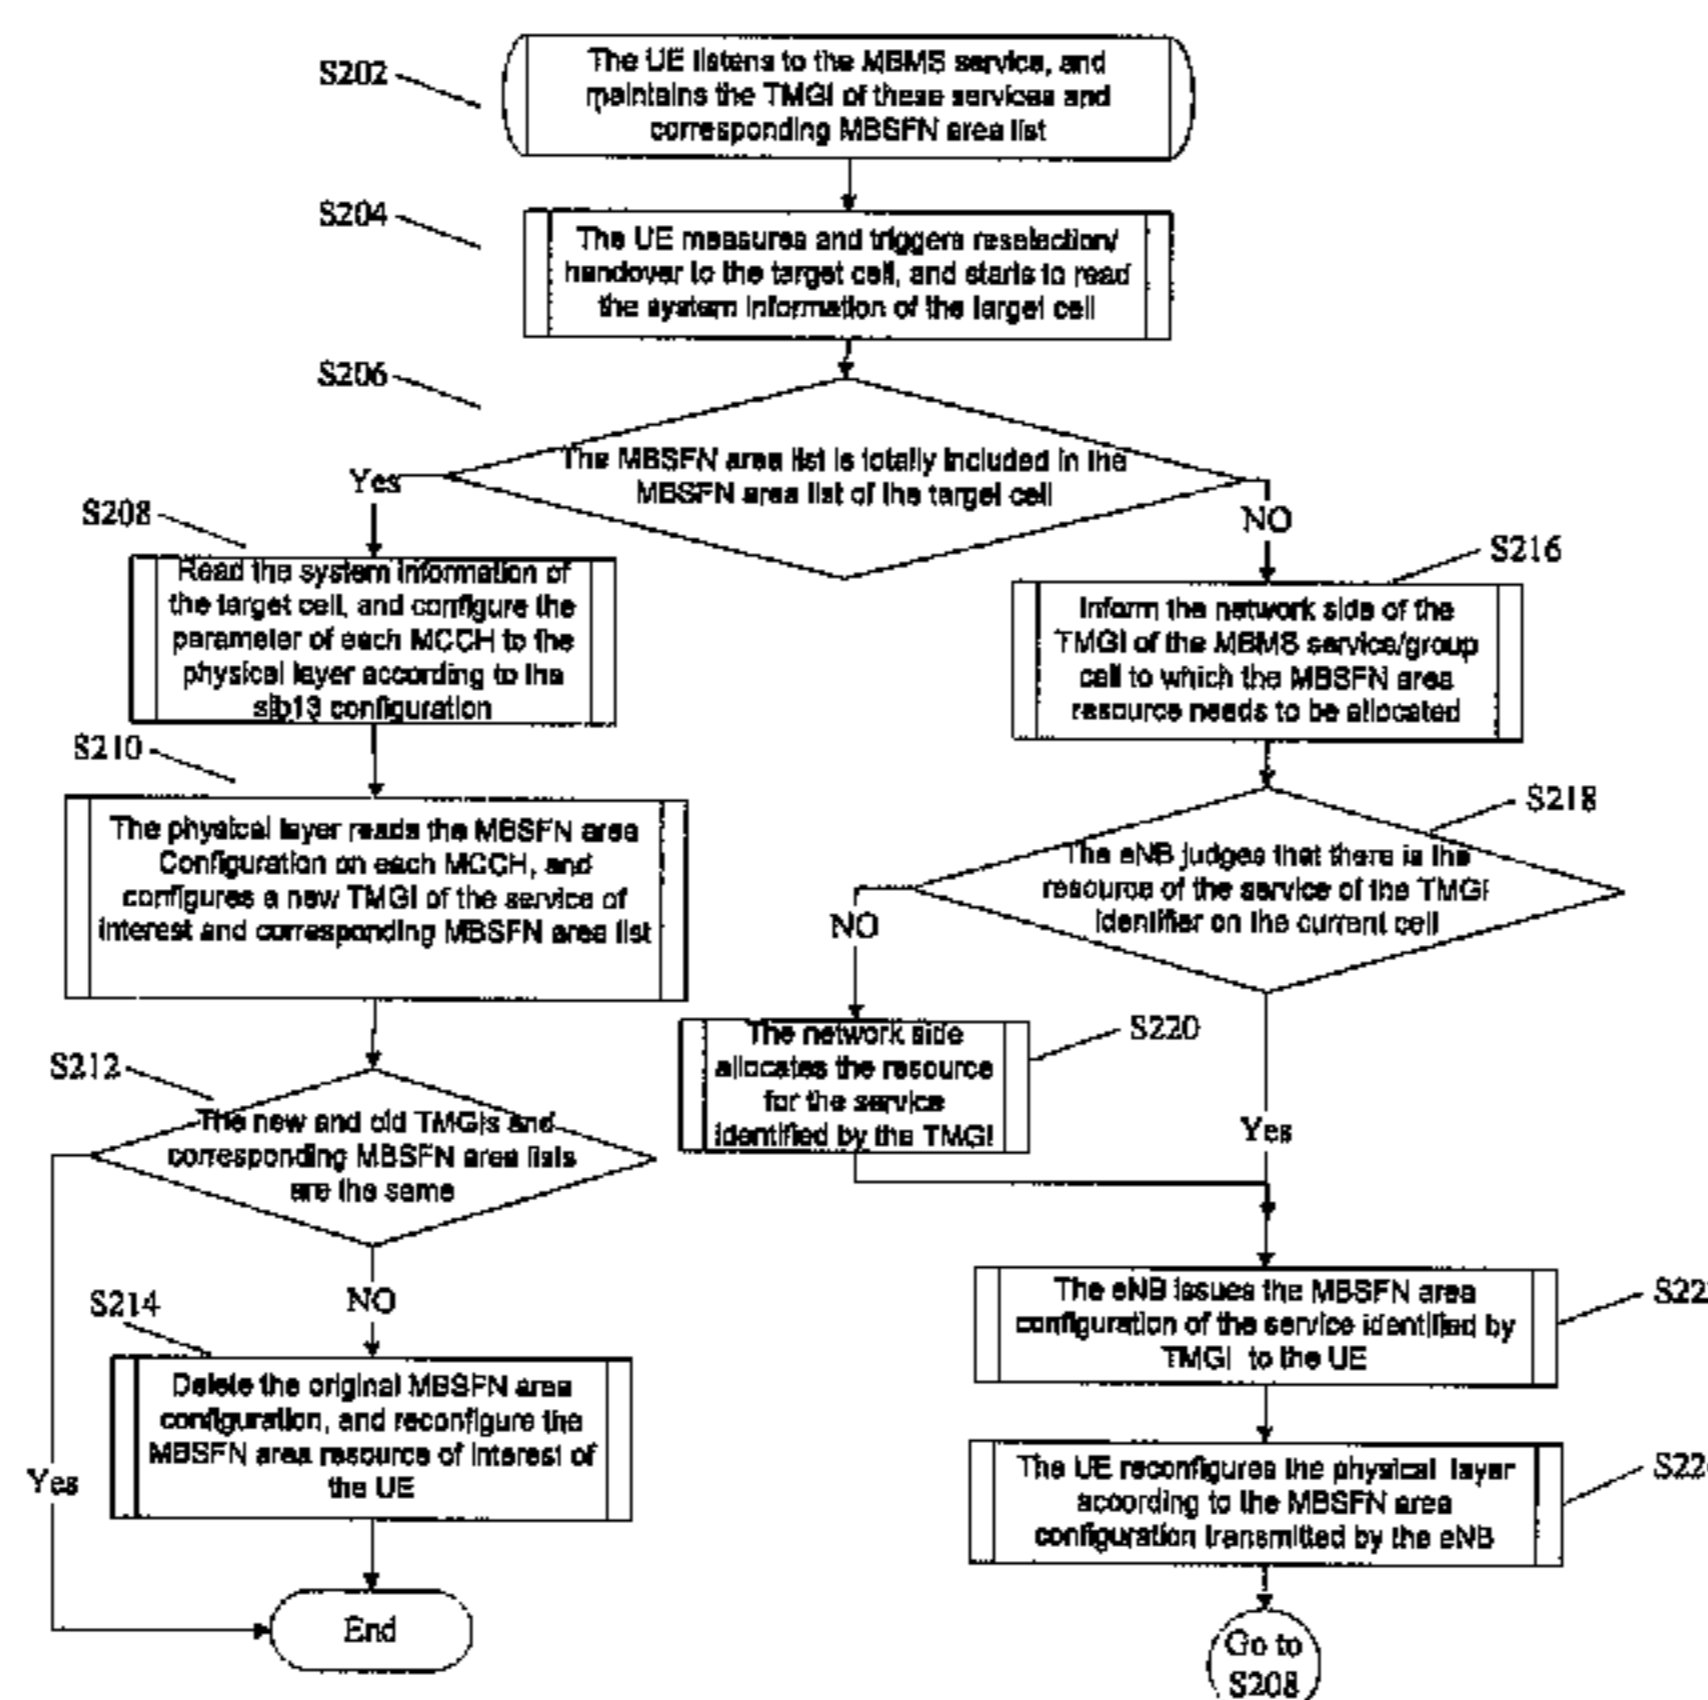 S202
The UE listens to the MBMS service, and
maintains the TMGI of these services and
corresponding MBSFN area list
S204
The UE measures and triggers reselection/
handover to the target cell, and starts to read
the system information of the target cell
S206
The MBSFN area list is totally included in the
MBSFN area list of the target cell
Yes
NO
S208
Read the system information of
the target cell, and configure the
parameter of each MCCH to the
physical layer according to the
sib13 configuration
S216
Inform the network side of the
TMGI of the MBMS service/group
call to which the MBSFN area
resource needs to be allocated
S210
The physical layer reads the MBSFN area
Configuration on each MCCH, and
configures a new TMGI of the service of
interest and corresponding MBSFN area list
S218
The eNB judges that there is the
resource of the service of the TMGI
identifier on the current cell
NO
Yes
S220
The network side
allocates the resource
for the service
identified by the TMGI
S212
The new and old TMGIs and
corresponding MBSFN area lists
are the same
NO
Yes
S214
Delete the original MBSFN area
configuration, and reconfigure the
MBSFN area resource of interest of
the UE
End
The eNB issues the MBSFN area
configuration of the service identified by
TMGI to the UE
The UE reconfigures the physical layer
according to the MBSFN area
configuration transmitted by the eNB
Go to
S208